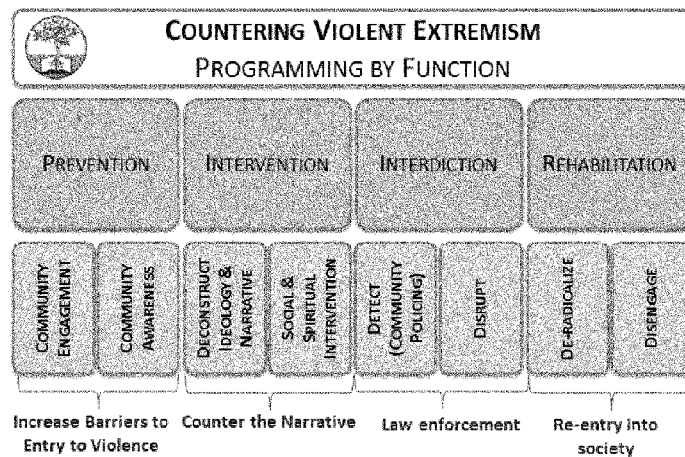 COUNTERING VIOLENT EXTREMISM
PROGRAMMING BY FUNCTION
PREVENTION
INTERVENTION
INTERDICTION
REHABILITATION
COMMUNITY
ENGAGEMENT
COMMUNITY
AWARENESS
DECONSTRUCT
IDEOLOGY &
NARRATIVE
SOCIAL &
SPIRITUAL
INTERVENTION
DETECT
(COMMUNITY
POLICING)
DISRUPT
DE-RADICALIZE
DISENGAGE
Increase Barriers to
Entry to Violence
Counter the Narrative
Law enforcement
Re-entry into
society